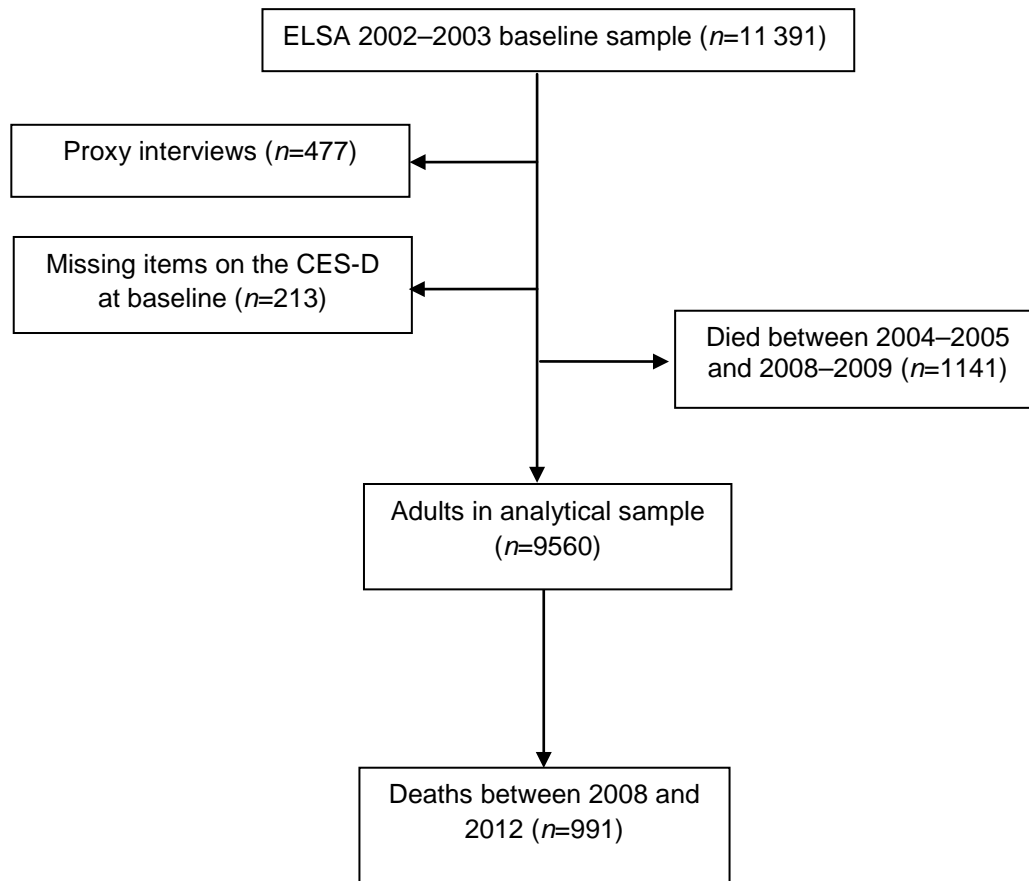 ELSA 2002–2003 baseline sample (n=11 391)
Proxy interviews (n=477)
Missing items on the CES-D
at baseline (n=213)
Died between 2004–2005
and 2008–2009 (n=1141)
Adults in analytical sample
(n=9560)
Deaths between 2008 and
2012 (n=991)